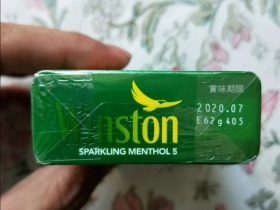 賞味期限
2020.07
E62g405
Winston
SPARKLING MENTHOL 5